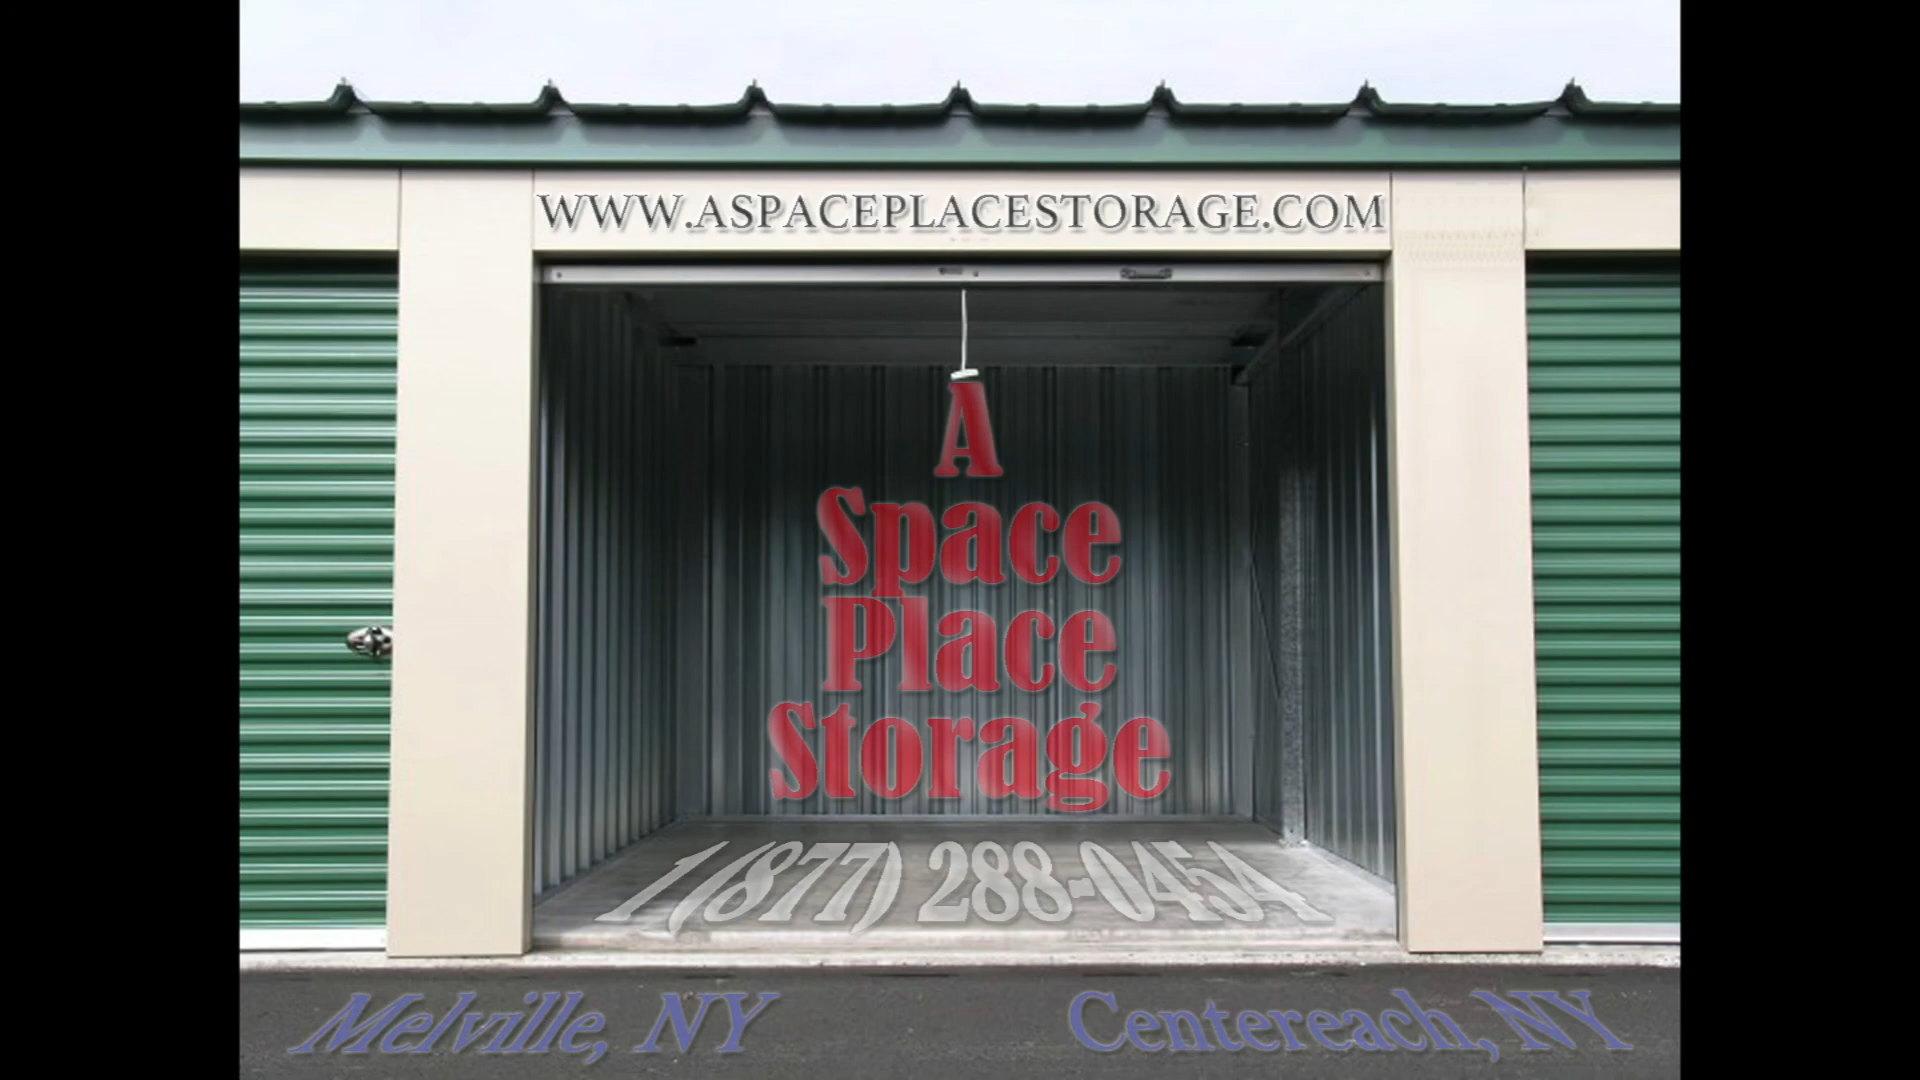 WWW.ASPACEPLACESTORAGE.COM
A
Space
Place
Storage
1 (877) 288-0454
Melville, NY
Centereach, NY